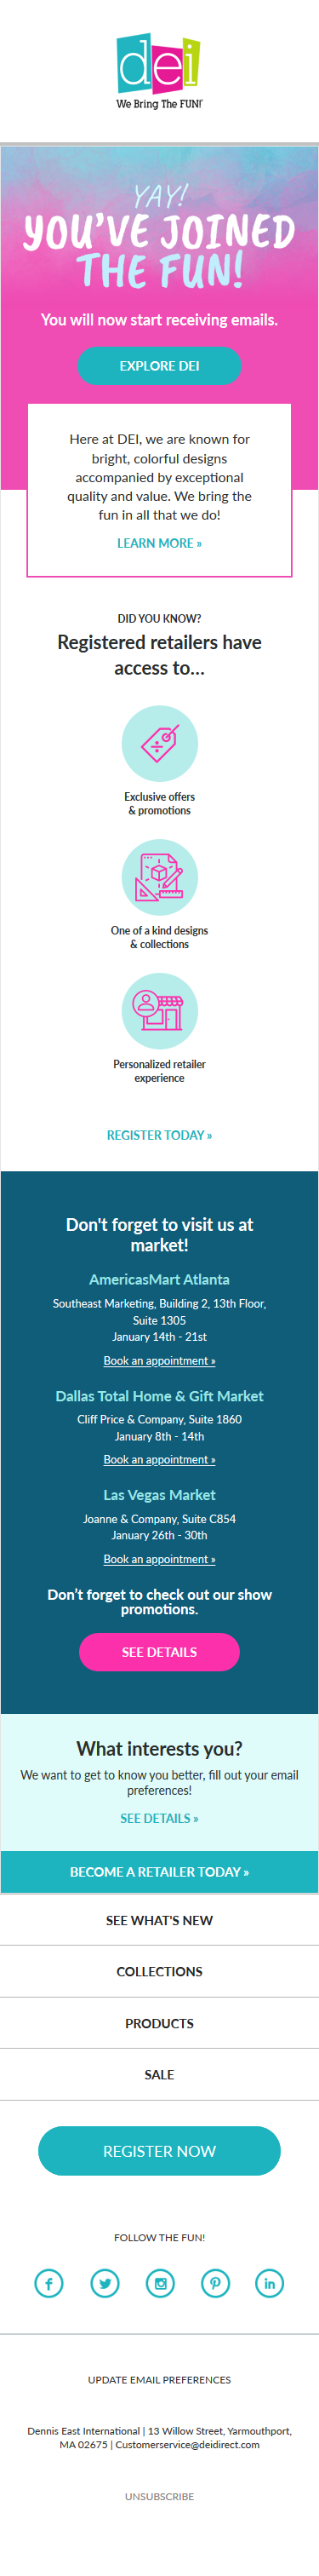 dei
We Bring The FUN!
YAY!
YOU'VE JOINED
THE FUN!
You will now start receiving emails.
EXPLORE DEI
Here at DEI, we are known for
bright, colorful designs
accompanied by exceptional
quality and value. We bring the
fun in all that we do!
LEARN MORE »
DID YOU KNOW?
Registered retailers have
access to...
Exclusive offers
& promotions
One of a kind designs
& collections
Personalized retailer
experience
REGISTER TODAY »
Don't forget to visit us at
market!
AmericasMart Atlanta
Southeast Marketing, Building 2, 13th Floor,
Suite 1305
January 14th - 21st
Book an appointment »
Dallas Total Home & Gift Market
Cliff Price & Company, Suite 1860
January 8th - 14th
Book an appointment »
Las Vegas Market
Joanne & Company, Suite C854
January 26th - 30th
Book an appointment »
Don't forget to check out our show
promotions.
SEE DETAILS
What interests you?
We want to get to know you better, fill out your email
preferences!
SEE DETAILS »
BECOME A RETAILER TODAY »
SEE WHAT'S NEW
COLLECTIONS
PRODUCTS
SALE
REGISTER NOW
FOLLOW THE FUN!
UPDATE EMAIL PREFERENCES
Dennis East International | 13 Willow Street, Yarmouthport,
MA 02675 | Customerservice@deidirect.com
UNSUBSCRIBE